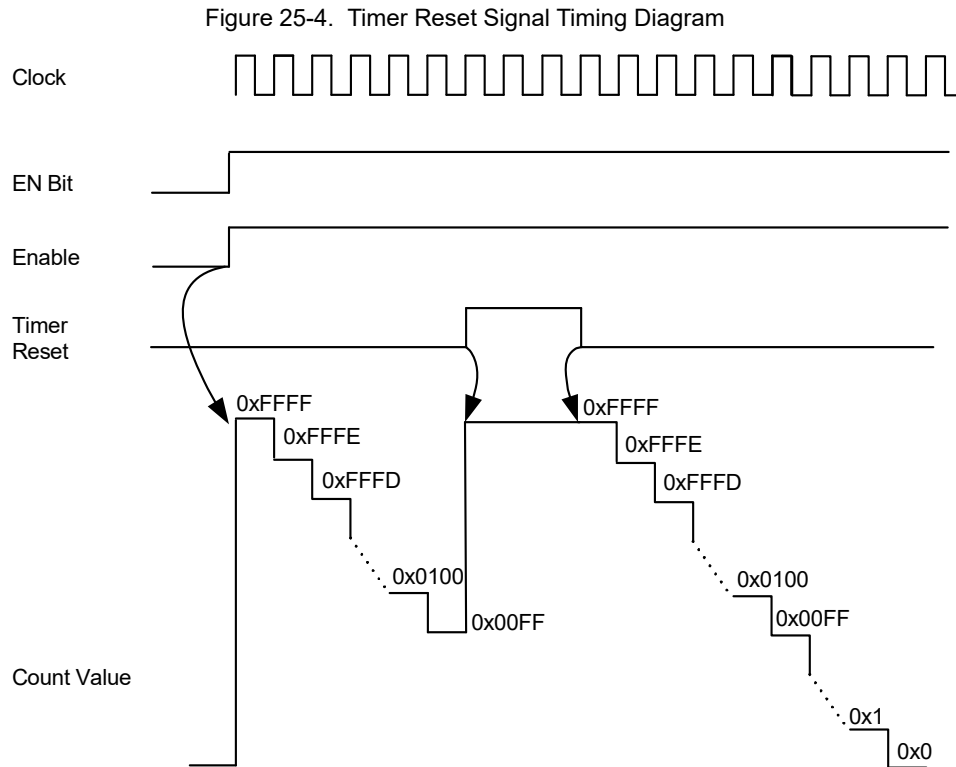 Figure 25-4. Timer Reset Signal Timing Diagram
Clock
EN Bit
Enable
Timer
Reset
0xFFFF
0xFFFE
0xFFFD
0x0100
0x00FF
0xFFFF
0xFFFE
0xFFFD
0x0100
0x00FF
0x1
0x0
Count Value